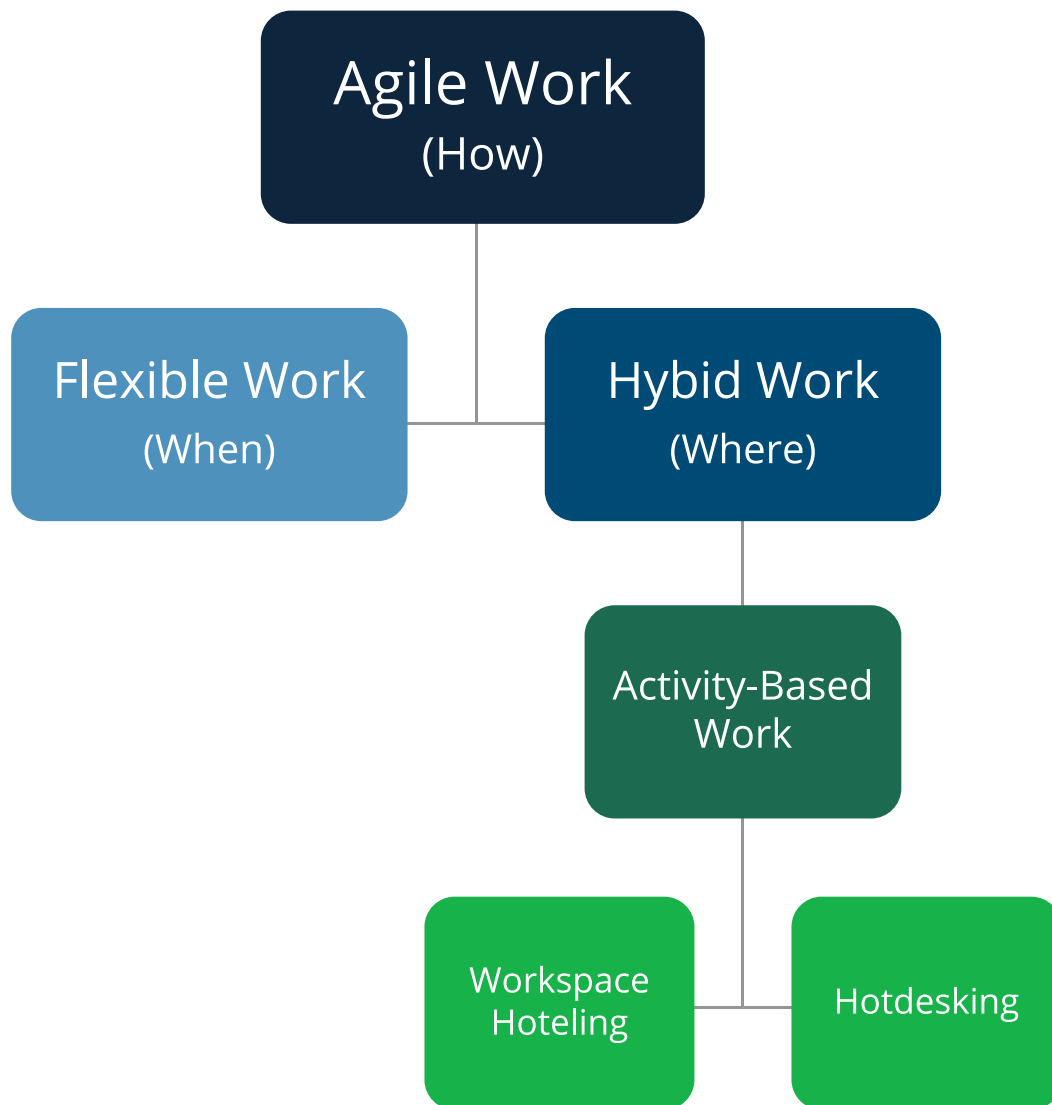 Agile Work
(How)
Flexible Work
(When)
Hybid Work
(Where)
Activity-Based
Work
Workspace
Hoteling
Hotdesking